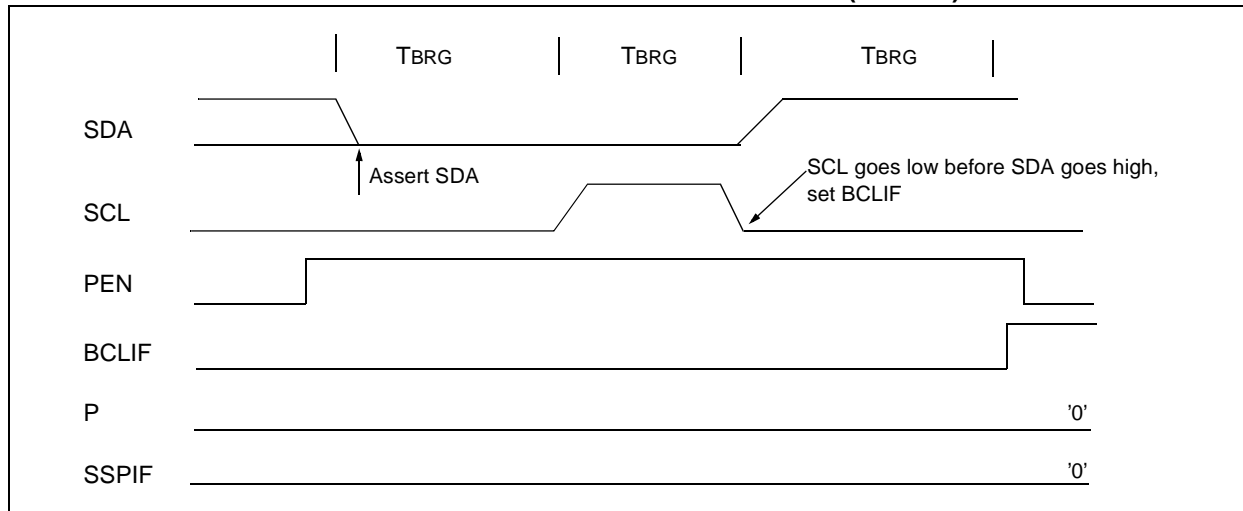 TBRG TBRG TBRG
SDA
Assert SDA
SCL goes low before SDA goes high,
set BCLIF
SCL
PEN
BCLIF
P
'0'
SSPIF
'0'